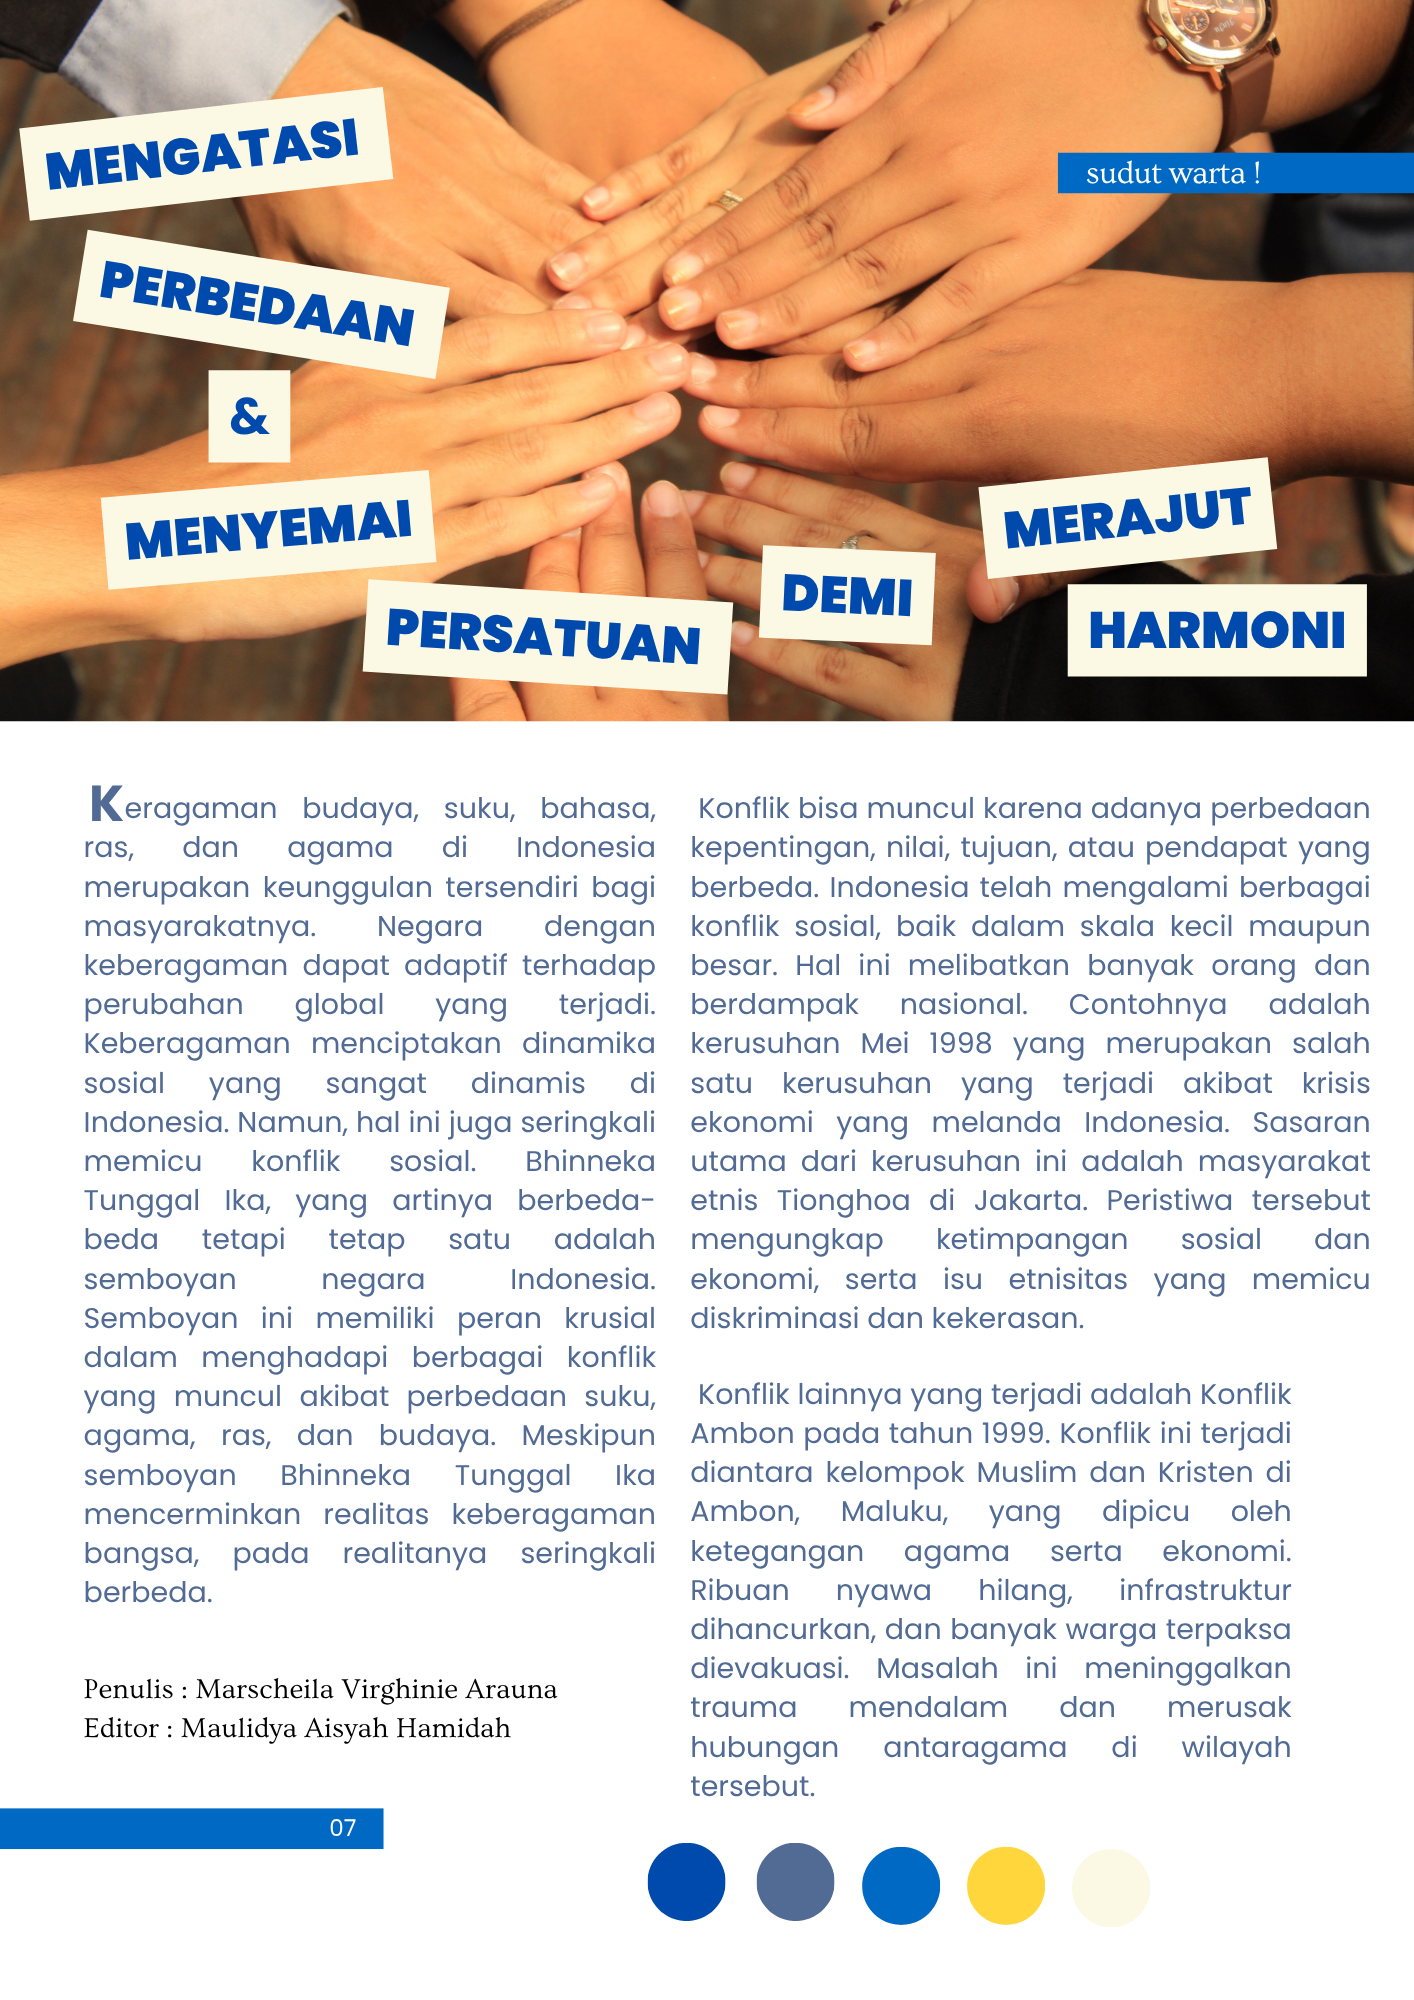 MENGATASI
sudut warta !
PERBEDAAN
&
MENYEMAI
PERSATUAN
DEMI
MERAJUT
HARMONI
Keragaman budaya, suku, bahasa,
ras, dan agama di Indonesia
merupakan keunggulan tersendiri bagi
masyarakatnya. Negara dengan
keberagaman dapat adaptif terhadap
perubahan global yang terjadi.
Keberagaman menciptakan dinamika
sosial yang sangat dinamis di
Indonesia. Namun, hal ini juga seringkali
memicu konflik sosial. Bhinneka
Tunggal Ika, yang artinya berbeda-
beda tetapi tetap satu adalah
semboyan negara Indonesia.
Semboyan ini memiliki peran krusial
dalam menghadapi berbagai konflik
yang muncul akibat perbedaan suku,
agama, ras, dan budaya. Meskipun
semboyan Bhinneka Tunggal Ika
mencerminkan realitas keberagaman
bangsa, pada realitanya seringkali
berbeda.
Penulis : Marscheila Virghinie Arauna
Editor : Maulidya Aisyah Hamidah
Konflik bisa muncul karena adanya perbedaan
kepentingan, nilai, tujuan, atau pendapat yang
berbeda. Indonesia telah mengalami berbagai
konflik sosial, baik dalam skala kecil maupun
besar. Hal ini melibatkan banyak orang dan
berdampak nasional. Contohnya adalah
kerusuhan Mei 1998 yang merupakan salah
satu kerusuhan yang terjadi akibat krisis
ekonomi yang melanda Indonesia. Sasaran
utama dari kerusuhan ini adalah masyarakat
etnis Tionghoa di Jakarta. Peristiwa tersebut
mengungkap ketimpangan sosial dan
ekonomi, serta isu etnisitas yang memicu
diskriminasi dan kekerasan.
Konflik lainnya yang terjadi adalah Konflik
Ambon pada tahun 1999. Konflik ini terjadi
diantara kelompok Muslim dan Kristen di
Ambon, Maluku, yang dipicu oleh
ketegangan agama serta ekonomi.
Ribuan nyawa hilang, infrastruktur
dihancurkan, dan banyak warga terpaksa
dievakuasi. Masalah ini meninggalkan
trauma mendalam dan merusak
hubungan antaragama di wilayah
tersebut.
07